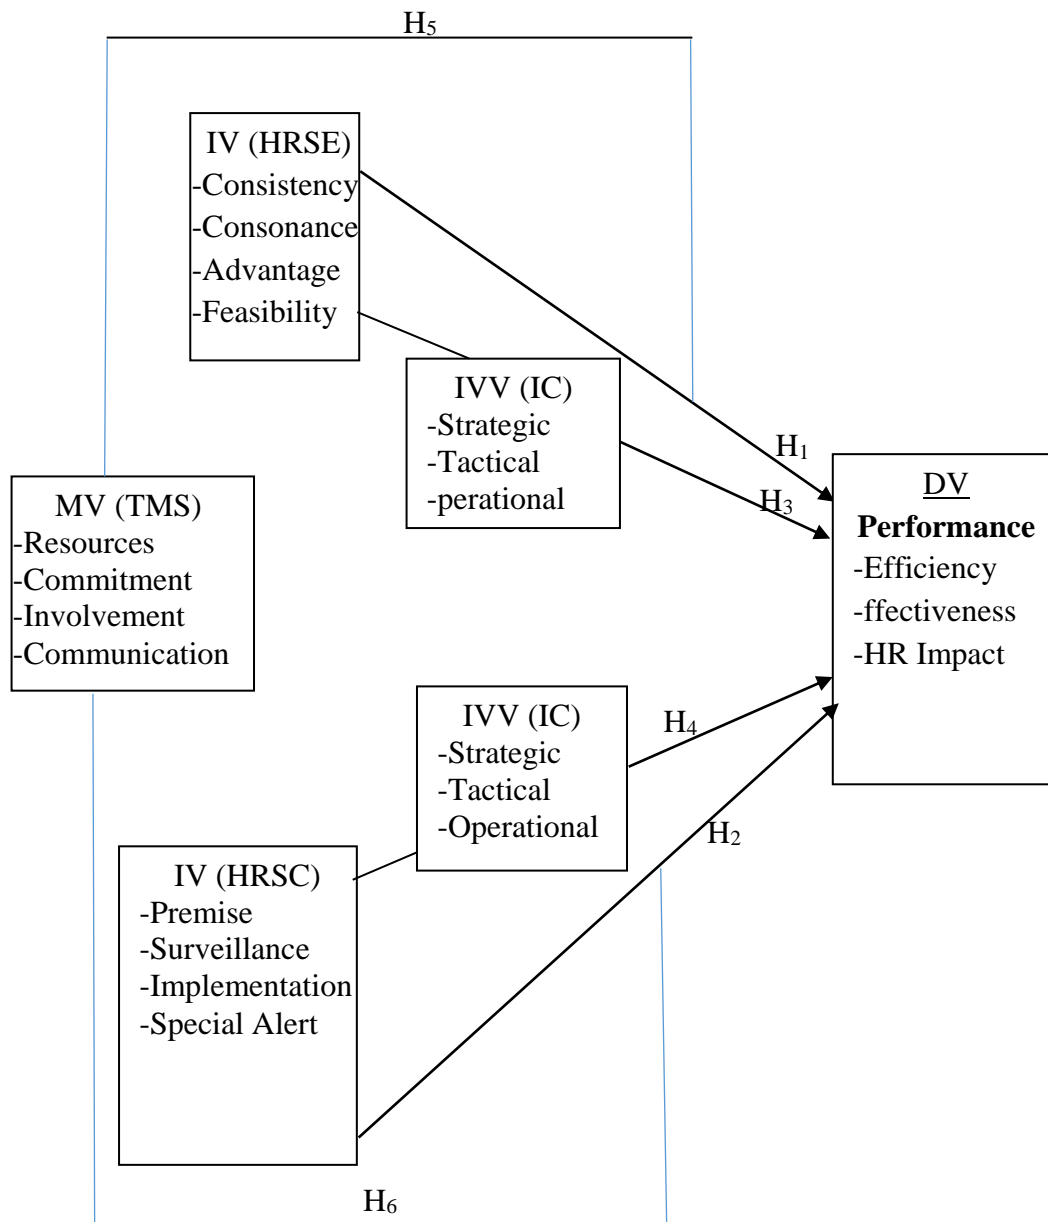 H₅
IV (HRSE)
-Consistency
-Consonance
-Advantage
-Feasibility
IVV (IC)
-Strategic
-Tactical
-perational
H₁
H₃
DV
Performance
-Efficiency
-ffectiveness
-HR Impact
MV (TMS)
-Resources
-Commitment
-Involvement
-Communication
IVV (IC)
-Strategic
-Tactical
-Operational
H₄
H₂
IV (HRSC)
-Premise
-Surveillance
-Implementation
-Special Alert
H₆